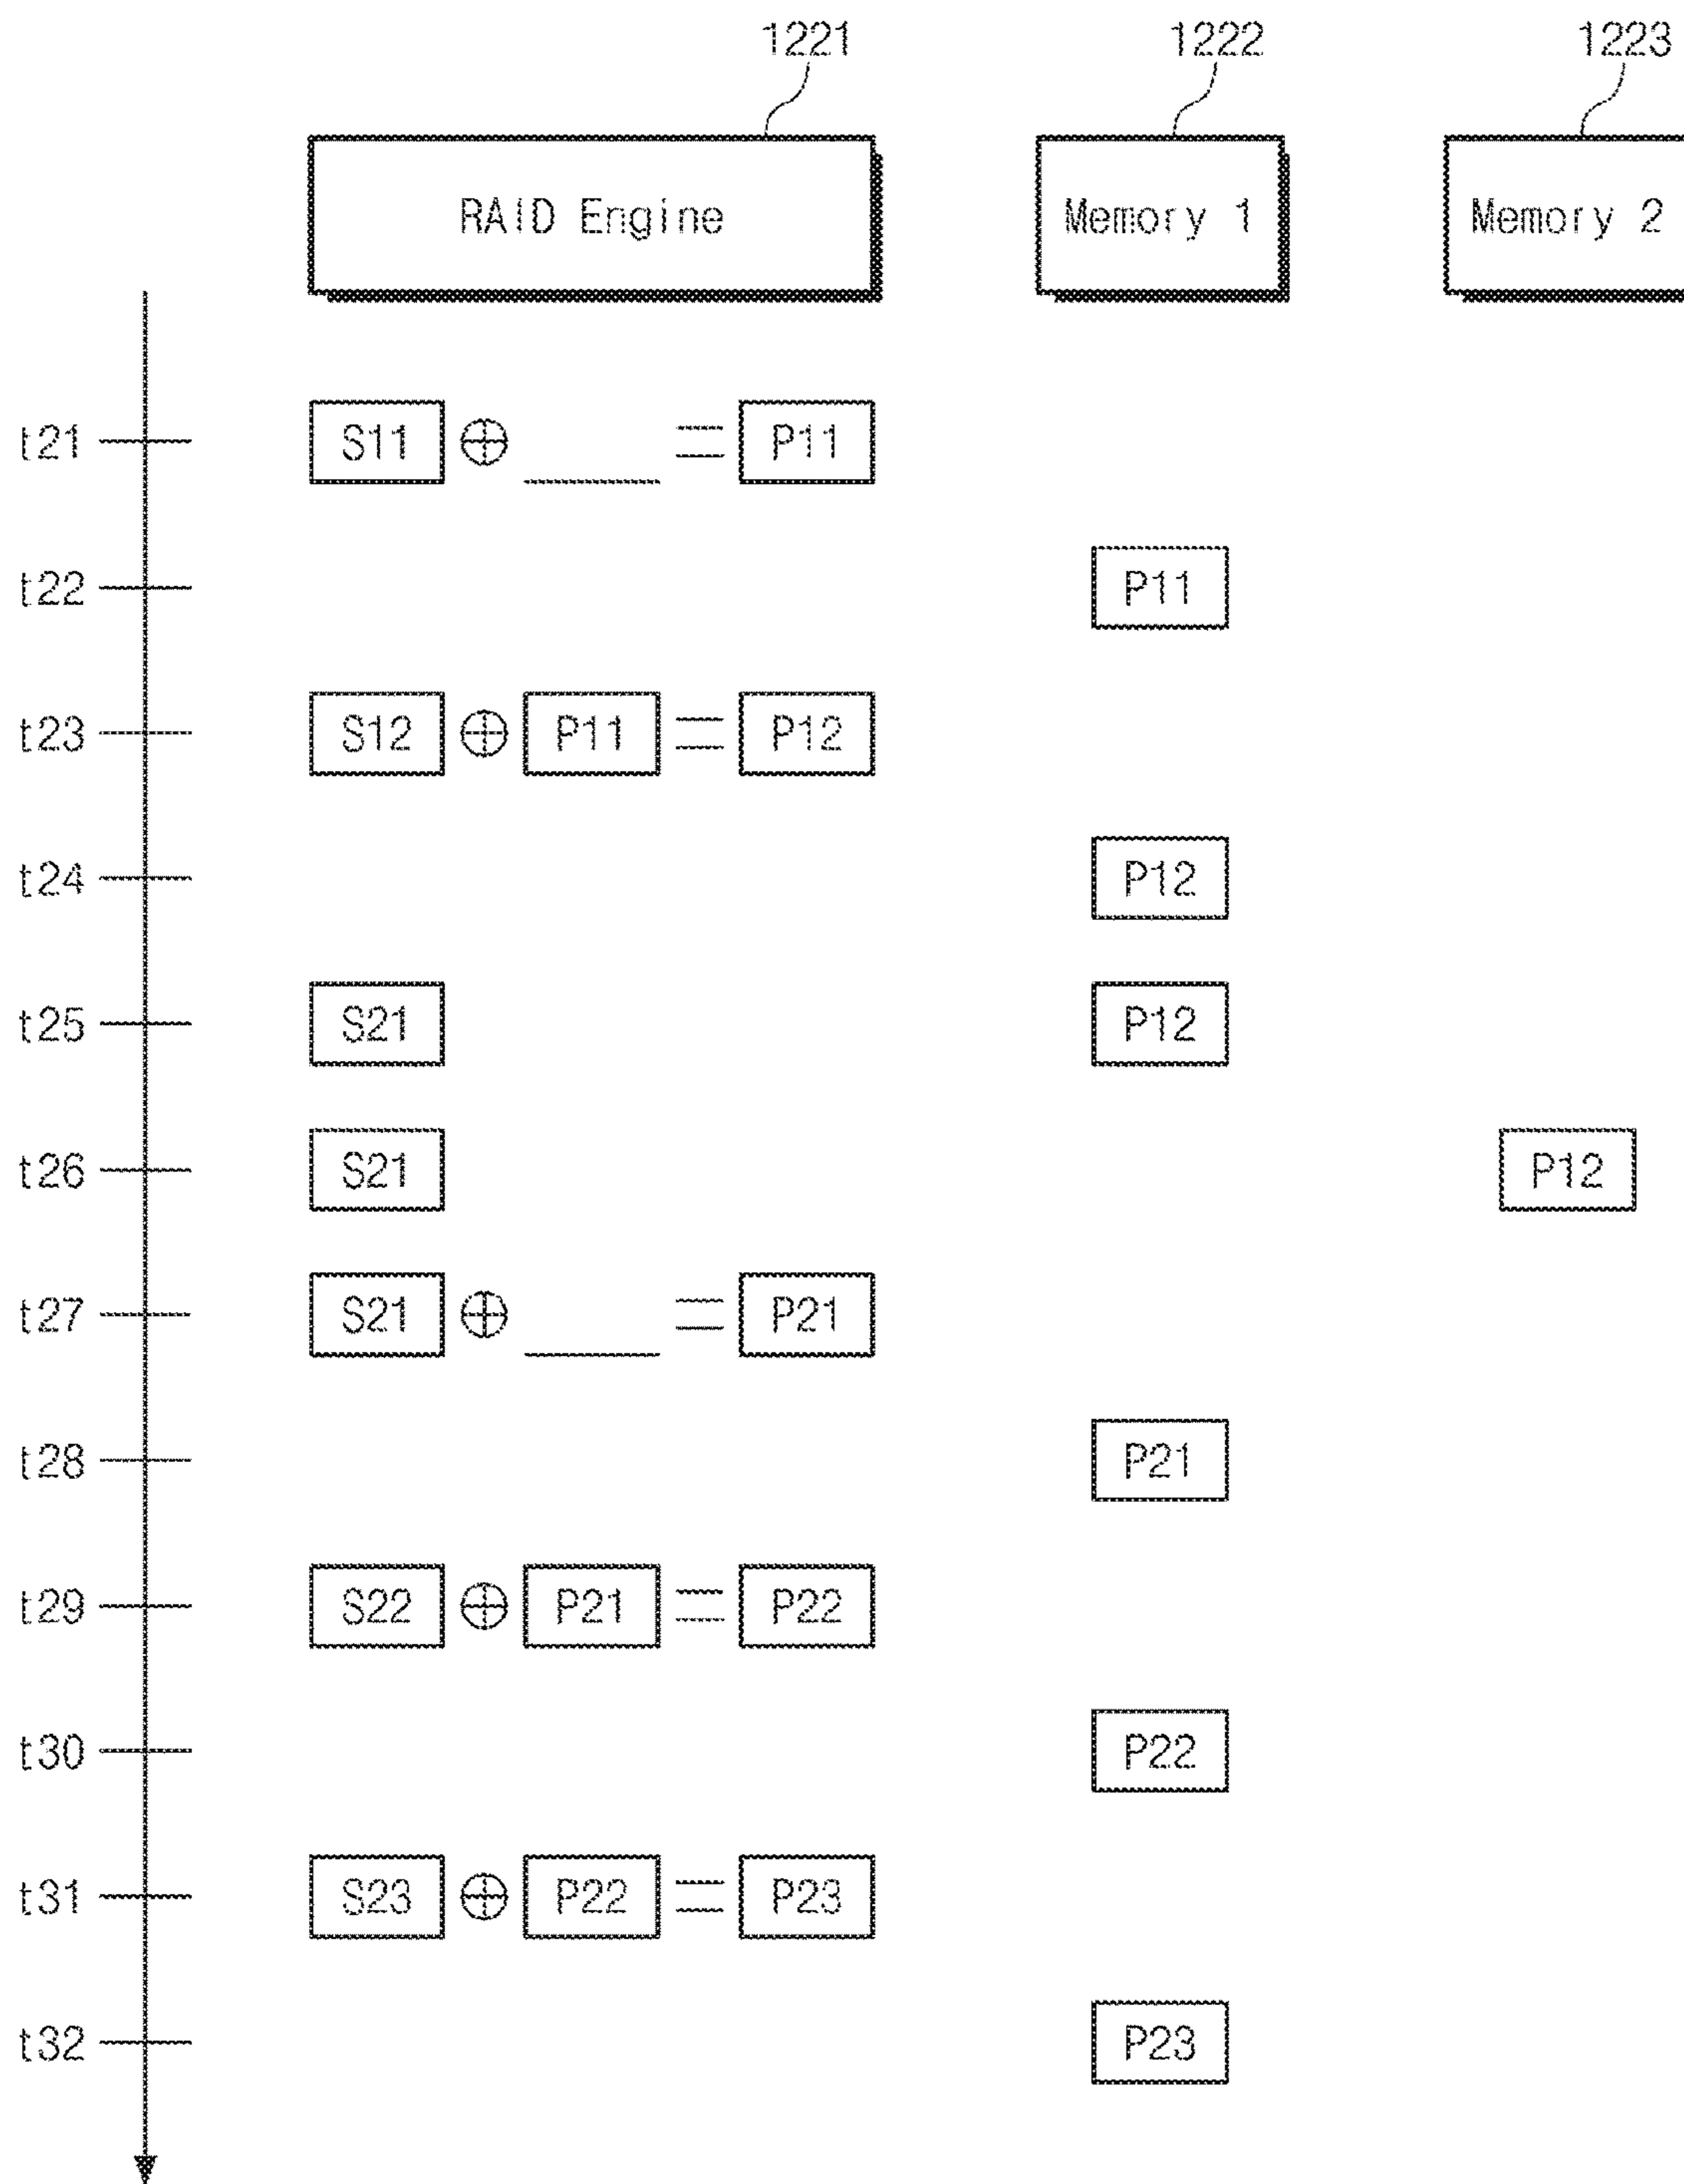 1221 1222 1223
RAID Engine Memory 1 Memory 2
t21 S11 ⊕ ____ = P11
t22 P11
t23 S12 ⊕ P11 = P12
t24 P12
t25 S21 P12
t26 S21 P12
t27 S21 ⊕ ____ = P21
t28 P21
t29 S22 ⊕ P21 = P22
t30 P22
t31 S23 ⊕ P22 = P23
t32 P23